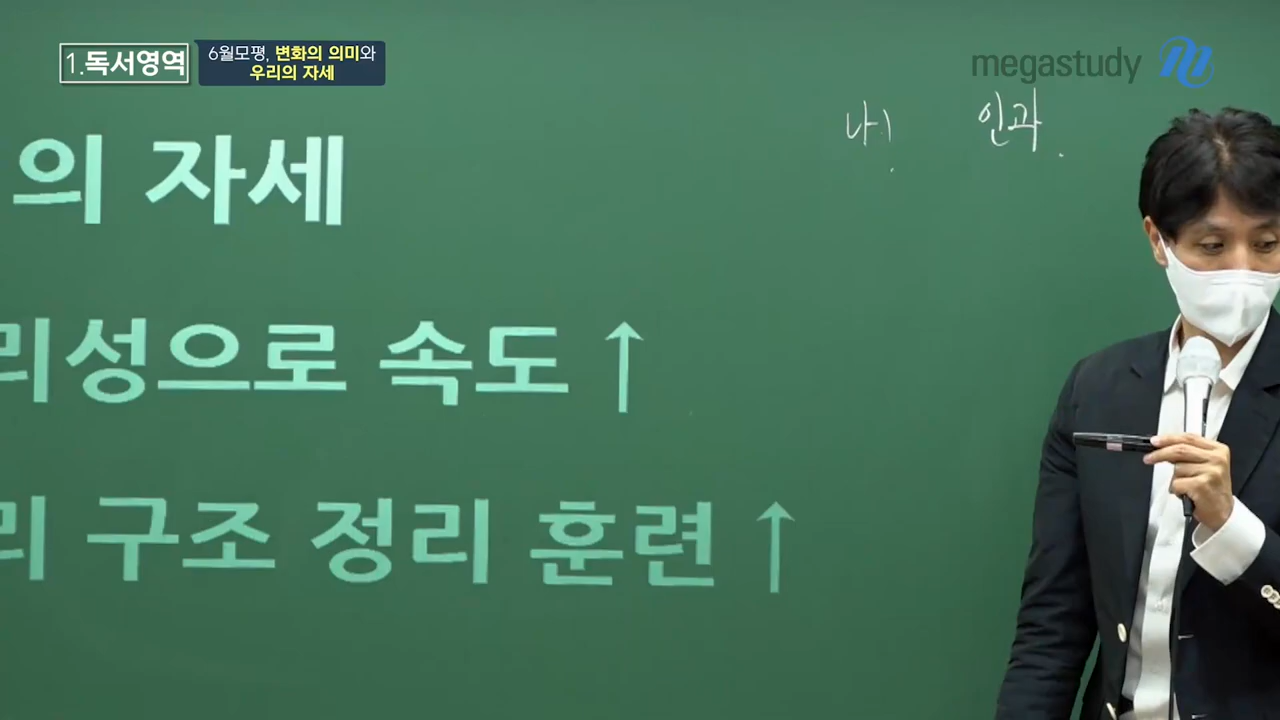 1.독서영역
6월모평, 변화의 의미와
우리의 자세
megastudy
나! 인과.
의 자세
리성으로 속도 ↑
리 구조 정리 훈련 ↑